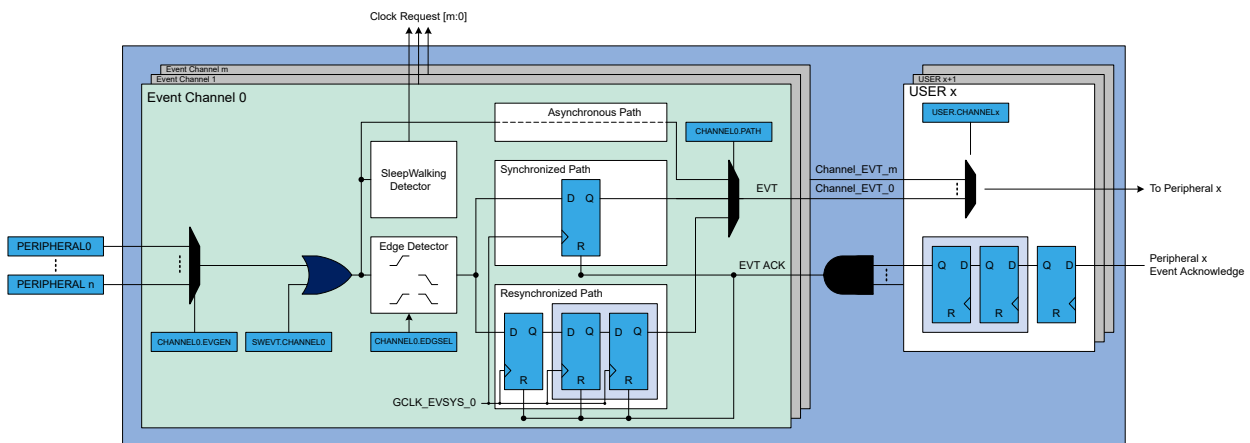 Clock Request [m:0]
Event Channel m
Event Channel 1
Event Channel 0
USER x+1
USER x
Asynchronous Path
USER.CHANNELx
CHANNEL0.PATH
SleepWalking
Detector
Synchronized Path
Channel_EVT_m
EVT
Channel_EVT_0
To Peripheral x
D Q
R
PERIPHERAL0
PERIPHERAL n
Edge Detector
EVT ACK
Q D
Q D
Q D
R
R
R
Peripheral x
Event Acknowledge
Resynchronized Path
CHANNEL0.EVGEN
SWEVT.CHANNEL0
CHANNEL0.EDGSEL
D Q
D Q
D Q
R
R
R
GCLK_EVSYS_0